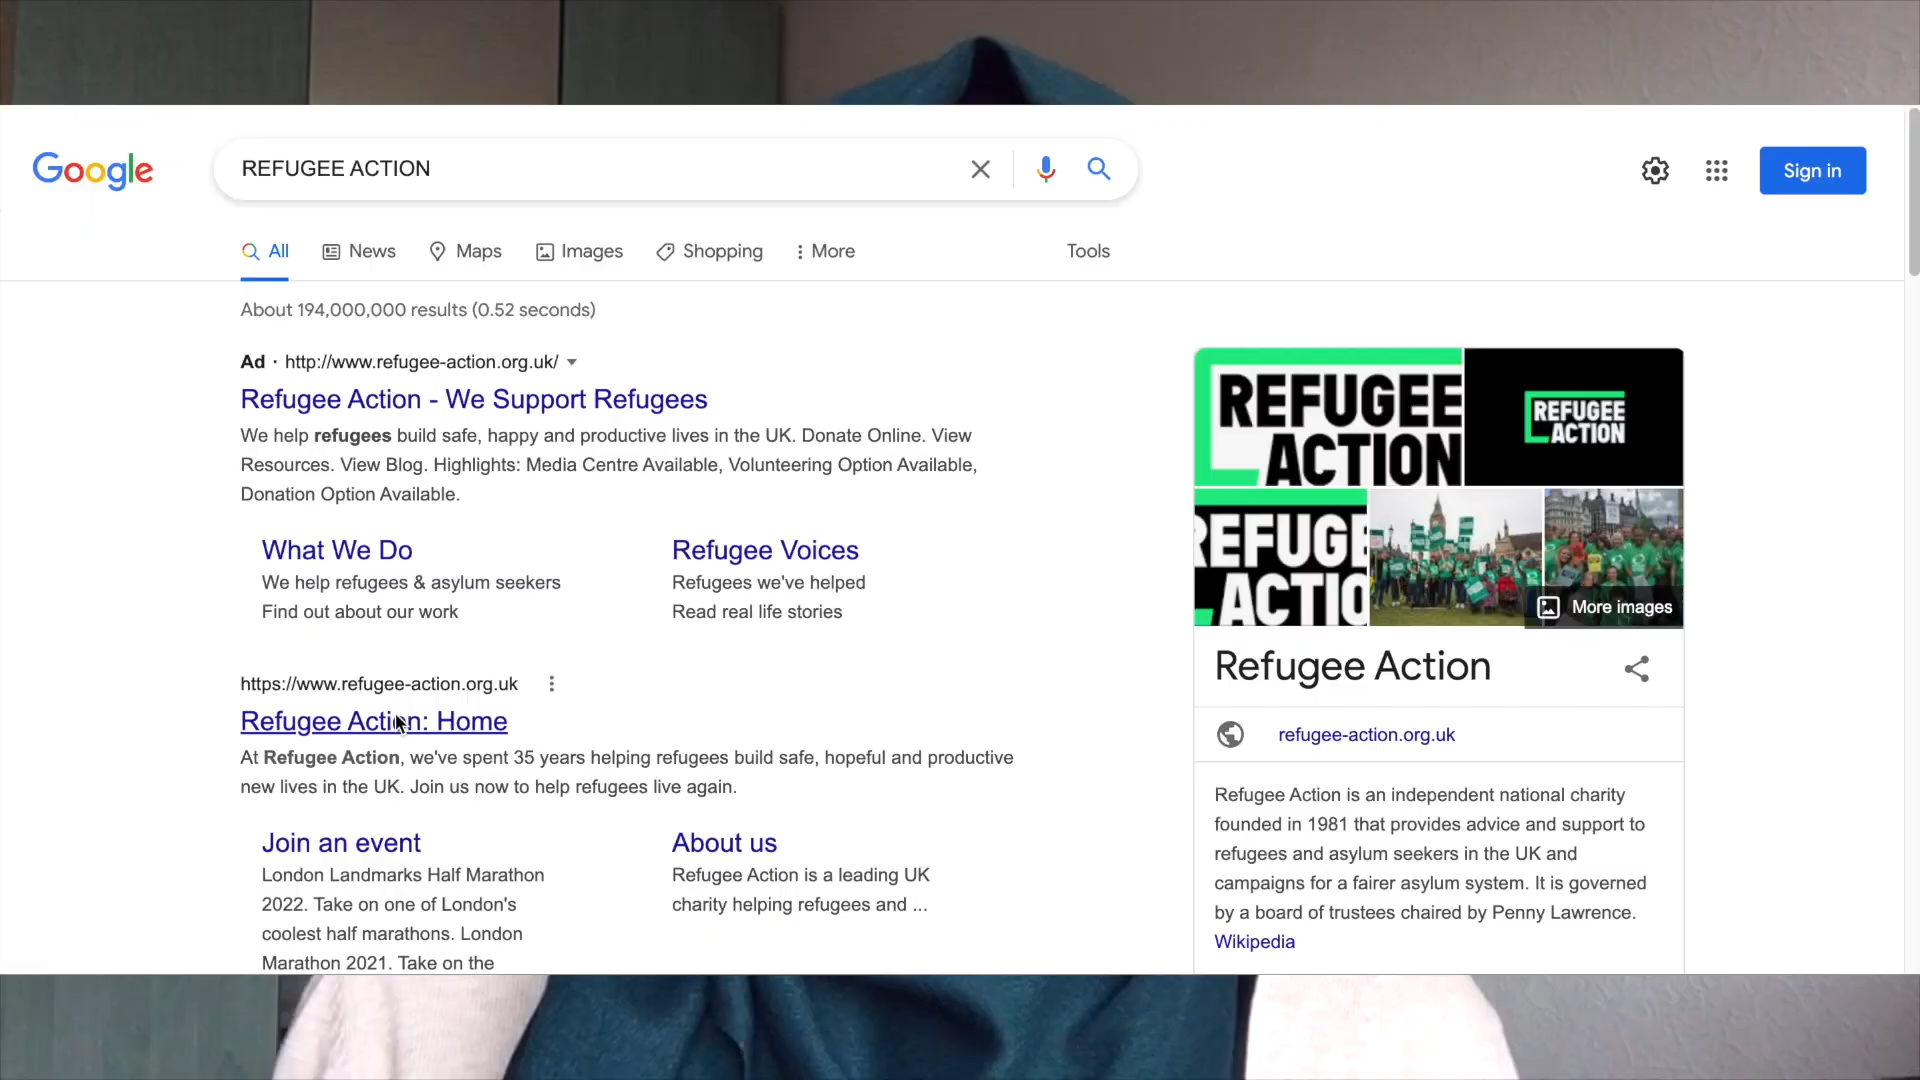 Google
REFUGEE ACTION
Sign in
All
News
Maps
Images
Shopping
More
Tools
About 194,000,000 results (0.52 seconds)
Ad · http://www.refugee-action.org.uk/
Refugee Action - We Support Refugees
We help refugees build safe, happy and productive lives in the UK. Donate Online. View
Resources. View Blog. Highlights: Media Centre Available, Volunteering Option Available,
Donation Option Available.
What We Do
We help refugees & asylum seekers
Find out about our work
Refugee Voices
Refugees we've helped
Read real life stories
https://www.refugee-action.org.uk
Refugee Action: Home
At Refugee Action, we've spent 35 years helping refugees build safe, hopeful and productive
new lives in the UK. Join us now to help refugees live again.
Join an event
London Landmarks Half Marathon
2022. Take on one of London's
coolest half marathons. London
Marathon 2021. Take on the
About us
Refugee Action is a leading UK
charity helping refugees and ...
REFUGEE
ACTION
REFUGEE
ACTION
REFUGE
ACTIO
More images
Refugee Action
refugee-action.org.uk
Refugee Action is an independent national charity
founded in 1981 that provides advice and support to
refugees and asylum seekers in the UK and
campaigns for a fairer asylum system. It is governed
by a board of trustees chaired by Penny Lawrence.
Wikipedia